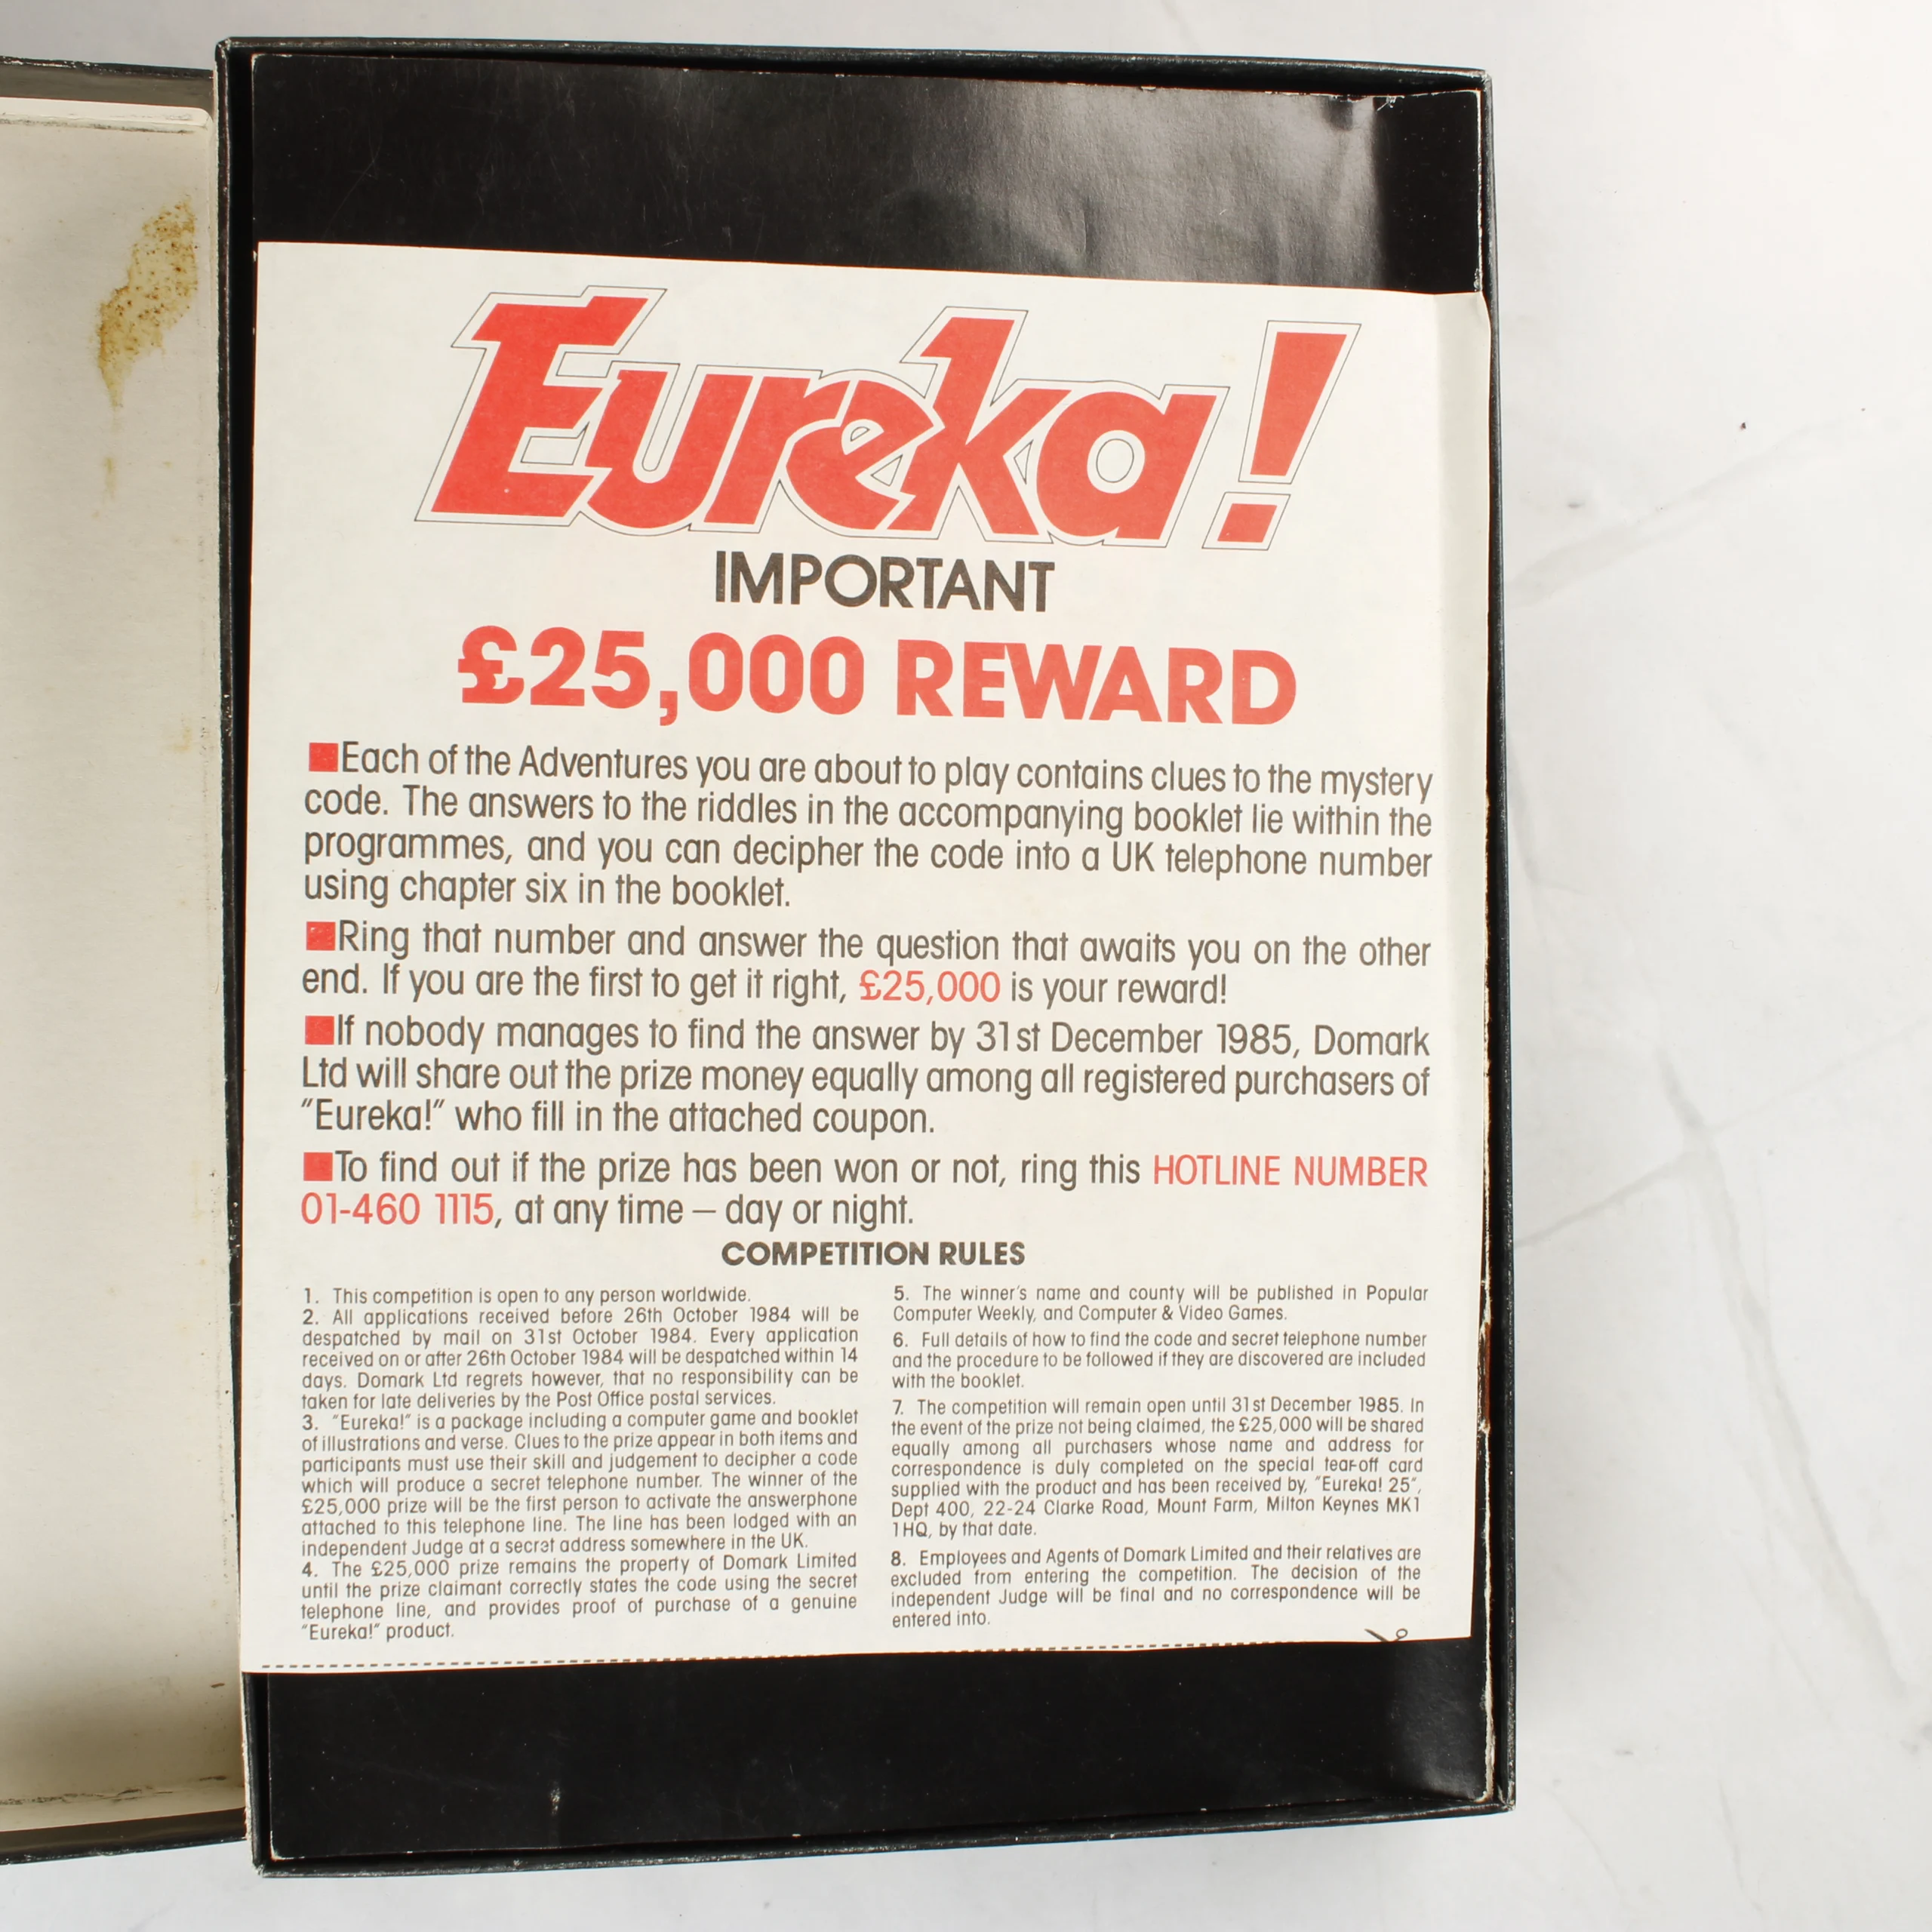 Eureka!
IMPORTANT
£25,000 REWARD
■Each of the Adventures you are about to play contains clues to the mystery
code. The answers to the riddles in the accompanying booklet lie within the
programmes, and you can decipher the code into a UK telephone number
using chapter six in the booklet.
■Ring that number and answer the question that awaits you on the other
end. If you are the first to get it right, £25,000 is your reward!
■If nobody manages to find the answer by 31st December 1985, Domark
Ltd will share out the prize money equally among all registered purchasers of
"Eureka!" who fill in the attached coupon.
■To find out if the prize has been won or not, ring this HOTLINE NUMBER
01-460 1115, at any time – day or night.
COMPETITION RULES
1. This competition is open to any person worldwide.
2. All applications received before 26th October 1984 will be
despatched by mail on 31st October 1984. Every application
received on or after 26th October 1984 will be despatched within 14
days. Domark Ltd regrets however, that no responsibility can be
taken for late deliveries by the Post Office postal services.
3. "Eureka!" is a package including a computer game and booklet
of illustrations and verse. Clues to the prize appear in both items and
participants must use their skill and judgement to decipher a code
which will produce a secret telephone number. The winner of the
£25,000 prize will be the first person to activate the answerphone
attached to this telephone line. The line has been lodged with an
independent Judge at a secret address somewhere in the UK.
4. The £25,000 prize remains the property of Domark Limited
until the prize claimant correctly states the code using the secret
telephone line, and provides proof of purchase of a genuine
"Eureka!" product.
5. The winner's name and county will be published in Popular
Computer Weekly, and Computer & Video Games.
6. Full details of how to find the code and secret telephone number
and the procedure to be followed if they are discovered are included
with the booklet.
7. The competition will remain open until 31st December 1985. In
the event of the prize not being claimed, the £25,000 will be shared
equally among all purchasers whose name and address for
correspondence is duly completed on the special tear-off card
supplied with the product and has been received by, "Eureka! 25",
Dept 400, 22-24 Clarke Road, Mount Farm, Milton Keynes MK1
1HQ, by that date.
8. Employees and Agents of Domark Limited and their relatives are
excluded from entering the competition. The decision of the
independent Judge will be final and no correspondence will be
entered into.